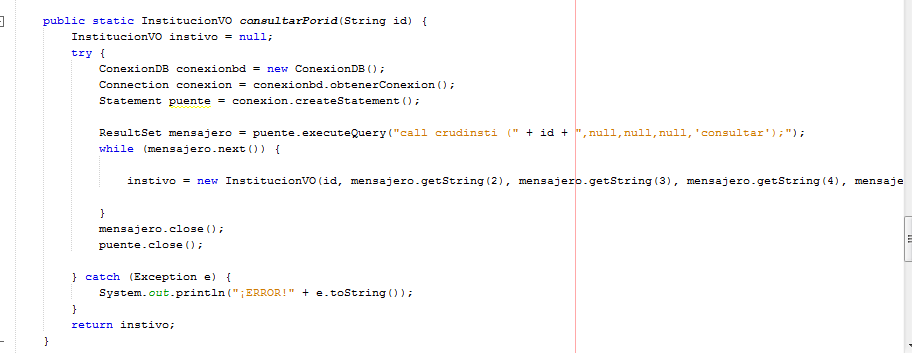 public static InstitucionVO consultarPorid(String id) {
InstitucionVO instivo = null;
try {
ConexionDB conexionbd = new ConexionDB();
Connection conexion = conexionbd.obtenerConexion();
Statement puente = conexion.createStatement();
ResultSet mensajero = puente.executeQuery("call crudinsti (" + id + ",null,null,null,'consultar');");
while (mensajero.next()) {
instivo = new InstitucionVO(id, mensajero.getString(2), mensajero.getString(3), mensajero.getString(4), mensaje
}
mensajero.close();
puente.close();
} catch (Exception e) {
System.out.println("¡ERROR!" + e.toString());
}
return instivo;
}